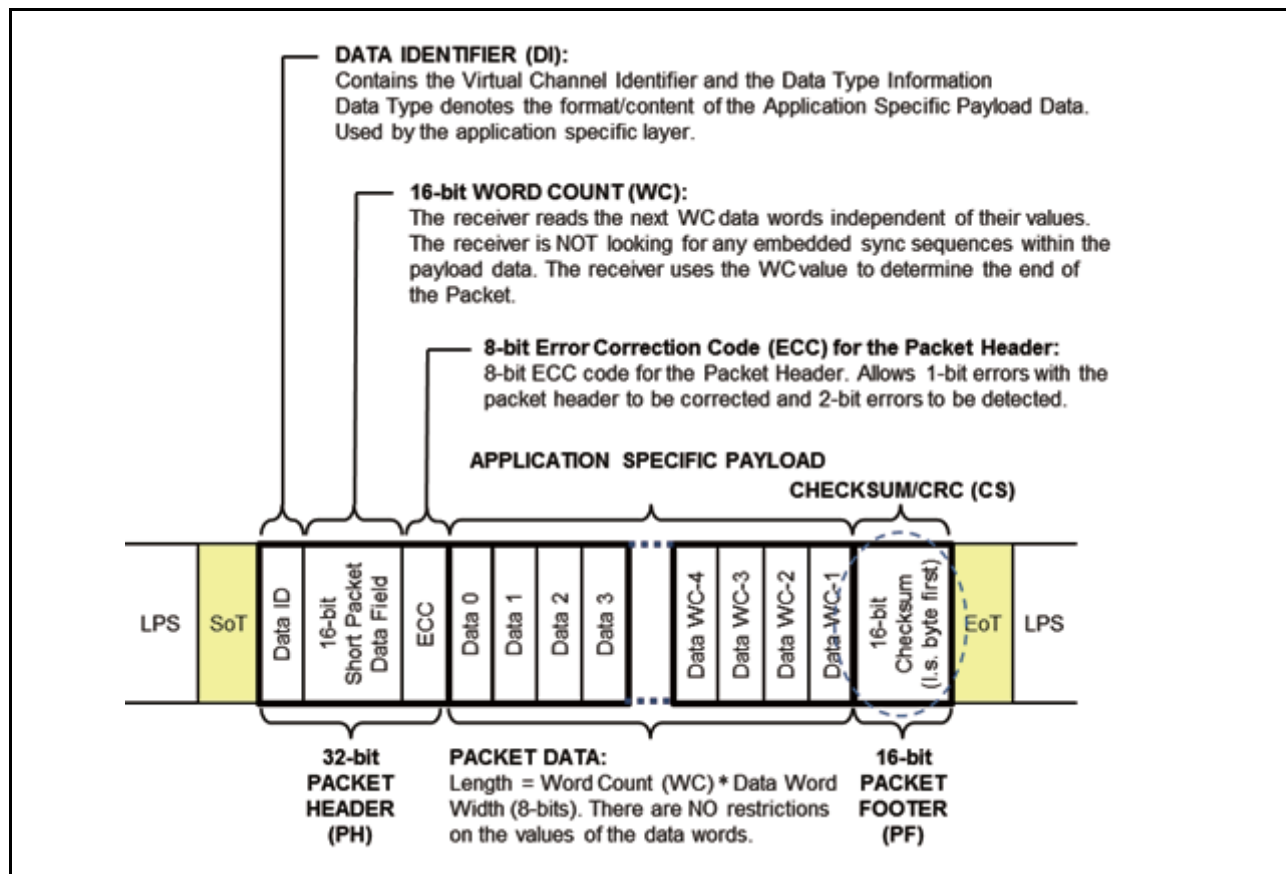 DATA IDENTIFIER (DI):
Contains the Virtual Channel Identifier and the Data Type Information
Data Type denotes the format/content of the Application Specific Payload Data.
Used by the application specific layer.
16-bit WORD COUNT (WC):
The receiver reads the next WC data words independent of their values.
The receiver is NOT looking for any embedded sync sequences within the
payload data. The receiver uses the WC value to determine the end of
the Packet.
8-bit Error Correction Code (ECC) for the Packet Header:
8-bit ECC code for the Packet Header. Allows 1-bit errors with the
packet header to be corrected and 2-bit errors to be detected.
APPLICATION SPECIFIC PAYLOAD
CHECKSUM/CRC (CS)
LPS
SoT
Data ID
16-bit
Short Packet
Data Field
ECC
Data 0
Data 1
Data 2
Data 3
Data WC-4
Data WC-3
Data WC-2
Data WC-1
16-bit
Checksum
(l.s. byte first)
EoT
LPS
32-bit
PACKET
HEADER
(PH)
PACKET DATA:
Length = Word Count (WC) * Data Word
Width (8-bits). There are NO restrictions
on the values of the data words.
16-bit
PACKET
FOOTER
(PF)